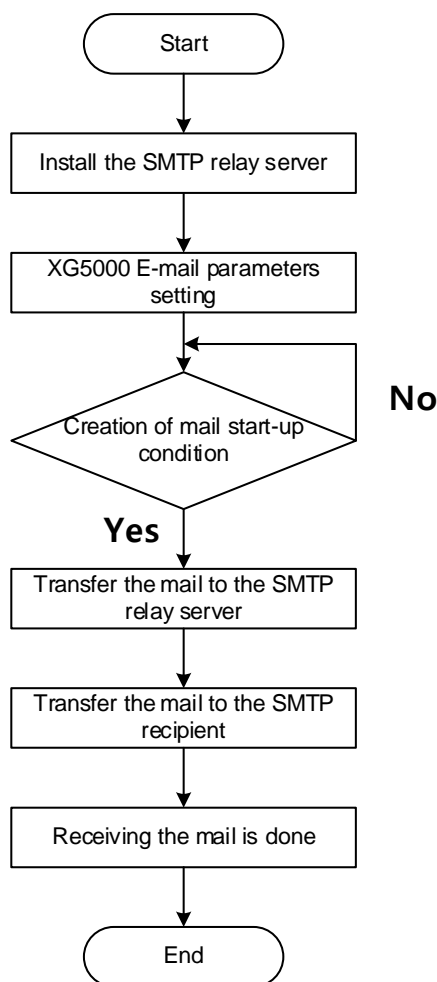 Start
Install the SMTP relay server
XG5000 E-mail parameters
setting
Creation of mail start-up
condition
No
Yes
Transfer the mail to the SMTP
relay server
Transfer the mail to the SMTP
recipient
Receiving the mail is done
End